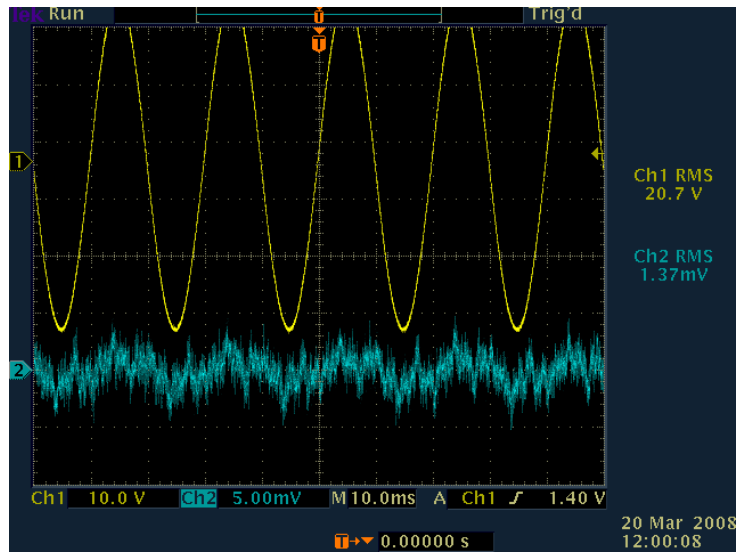 Tek Run Trig'd
T
T
1
Ch1 RMS
20.7 V
Ch2 RMS
1.37mV
2
Ch1 10.0 V Ch2 5.00mV M 10.0ms A Ch1 ʃ 1.40 V
T→▼ 0.00000 s
20 Mar 2008
12:00:08